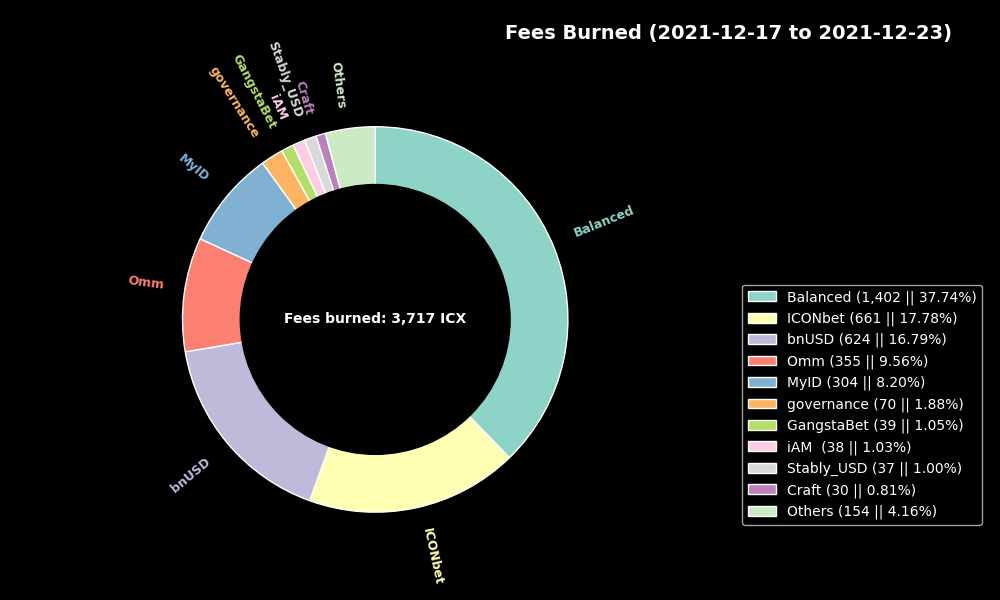 Fees Burned (2021-12-17 to 2021-12-23)
Others
Craft
Stably_USD
iAM
GangstaBet
governance
MyID
Omm
bnUSD
ICONbet
Balanced
Fees burned: 3,717 ICX
Balanced (1,402 || 37.74%)
ICONbet (661 || 17.78%)
bnUSD (624 || 16.79%)
Omm (355 || 9.56%)
MyID (304 || 8.20%)
governance (70 || 1.88%)
GangstaBet (39 || 1.05%)
iAM  (38 || 1.03%)
Stably_USD (37 || 1.00%)
Craft (30 || 0.81%)
Others (154 || 4.16%)